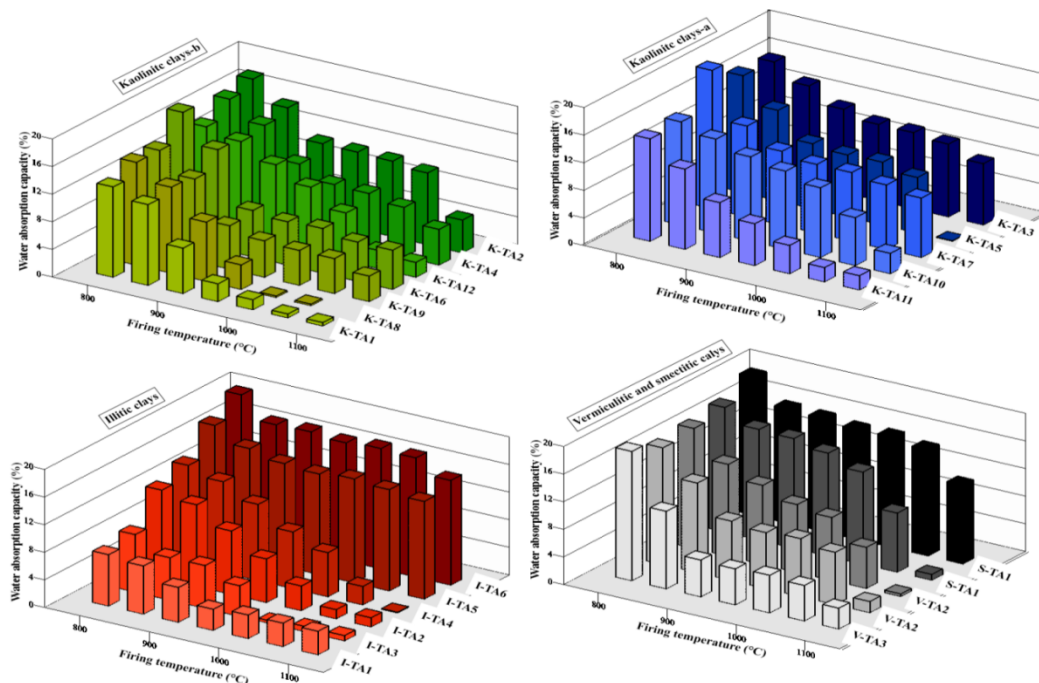 Kaolinitc clays-b
Water absorption capacity (%)
20
16
12
8
4
0
800
900
1000
1100
Firing temperature (°C)
K-TA2
K-TA4
K-TA12
K-TA6
K-TA9
K-TA8
K-TA1
Kaolinitc clays-a
Water absorption capacity (%)
20
16
12
8
4
0
800
900
1000
1100
Firing temperature (°C)
K-TA3
K-TA5
K-TA7
K-TA10
K-TA11
Illitic clays
Water absorption capacity (%)
20
16
12
8
4
0
800
900
1000
1100
Firing temperature (°C)
I-TA6
I-TA5
I-TA4
I-TA2
I-TA3
I-TA1
Vermiculitic and smectitic calys
Water absorption capacity (%)
20
16
12
8
4
0
800
900
1000
1100
Firing temperature (°C)
S-TA1
S-TA1
V-TA2
V-TA2
V-TA3